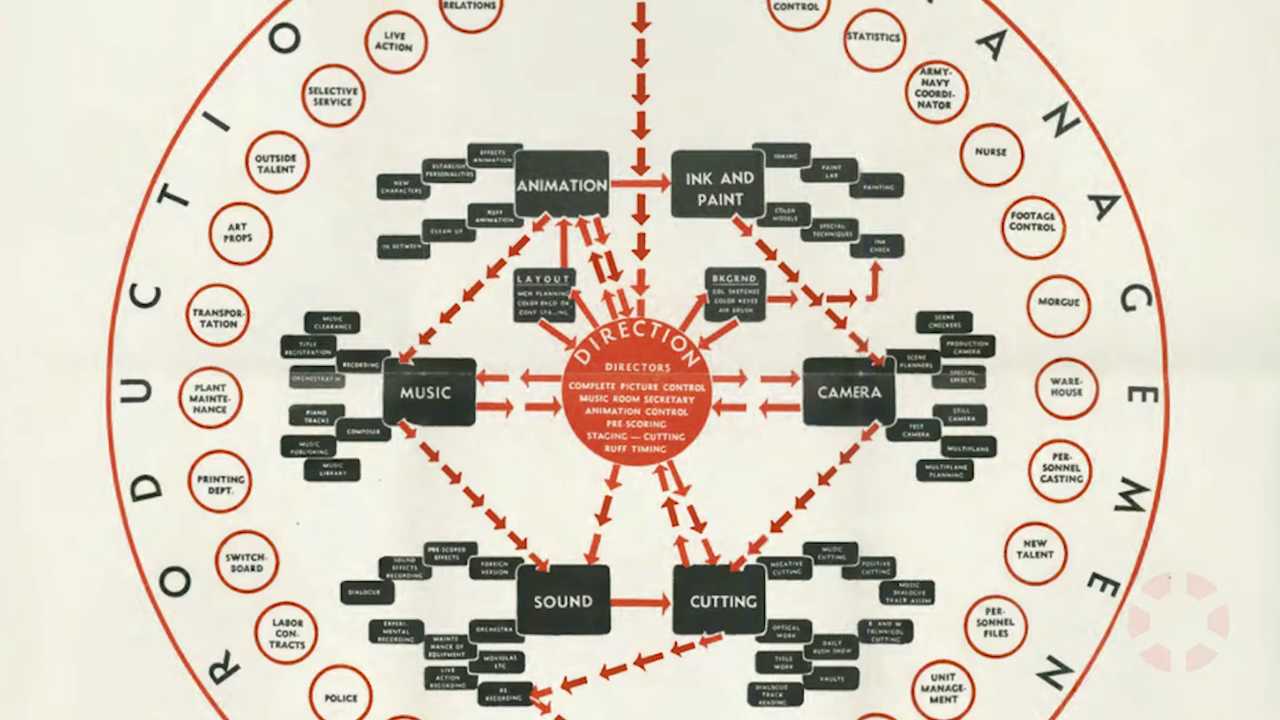 RELATIONS
CONTROL
LIVE
ACTION
STATISTICS
SELECTIVE
SERVICE
ARMY-
NAVY
COORDI-
NATOR
OUTSIDE
TALENT
NURSE
ART
PROPS
FOOTAGE
CONTROL
TRANSPOR-
TATION
MORGUE
PLANT
MAINTE-
NANCE
WARE-
HOUSE
PRINTING
DEPT.
PER-
SONNEL
CASTING
SWITCH-
BOARD
NEW
TALENT
LABOR
CON-
TRACTS
PER-
SONNEL
FILES
POLICE
UNIT
MANAGE-
MENT
RODUCTIO
ANAGEMEN
ANIMATION
EFFECTS
ANIMATION
ESTABLISH
PERSONALITIES
NEW
CHARACTERS
RUFF
ANIMATION
CLEAN UP
IN BETWEEN
INK AND
PAINT
INKING
PAINT
LAB
PAINTING
COLOR
MODELS
SPECIAL
TECHNIQUES
INK
CHECK
LAYOUT
MCH PLANNING
BKGRND
COL SKETCHES
COLOR KEYES
AIR BRUSH
DIRECTION
DIRECTORS
COMPLETE PICTURE CONTROL
MUSIC ROOM SECRETARY
ANIMATION CONTROL
PRE-SCORING
STAGING — CUTTING
RUFF TIMING
MUSIC
MUSIC
CLEARANCE
TITLE
REGISTRATION
RECORDING
PIANO
TRACKS
COMPOSER
MUSIC
PUBLISHING
MUSIC
LIBRARY
CAMERA
SCENE
CHECKERS
PRODUCTION
CAMERA
SCENE
PLANNERS
SPECIAL
EFFECTS
STILL
CAMERA
TEST
CAMERA
MULTIPLANE
MULTIPLANE
PLANNING
SOUND
PRE-SCORED
EFFECTS
SOUND
EFFECTS
RECORDING
FOREIGN
VERSION
DIALOGUE
EXPERI-
MENTAL
RECORDING
ORCHESTRA
MAINTE
NANCE OF
EQUIPMENT
MOVIOLAS
ETC
LIVE
ACTION
RECORDING
RE
RECORDING
CUTTING
MUSIC
CUTTING
NEGATIVE
CUTTING
POSITIVE
CUTTING
MUSIC
DIALOGUE
TRACK ASSEM
OPTICAL
WORK
B AND W
TECHNICOL
CUTTING
DAILY
RUSH SHOW
TITLE
WORK
VAULTS
DIALOGUE
TRACK
READING